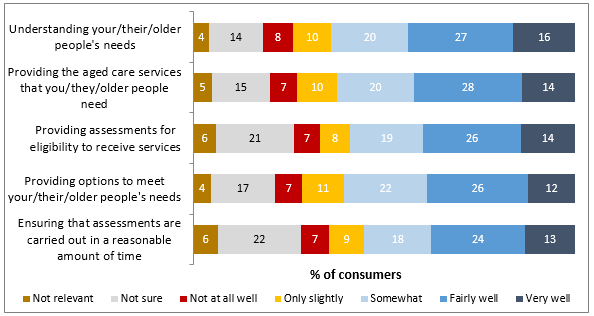 Understanding your/their/older
people's needs
4 14 8 10 20 27 16
Providing the aged care services
that you/they/older people
need
5 15 7 10 20 28 14
Providing assessments for
eligibility to receive services
6 21 7 8 19 26 14
Providing options to meet
your/their/older people's needs
4 17 7 11 22 26 12
Ensuring that assessments are
carried out in a reasonable
amount of time
6 22 7 9 18 24 13
% of consumers
Not relevant Not sure Not at all well Only slightly Somewhat Fairly well Very well